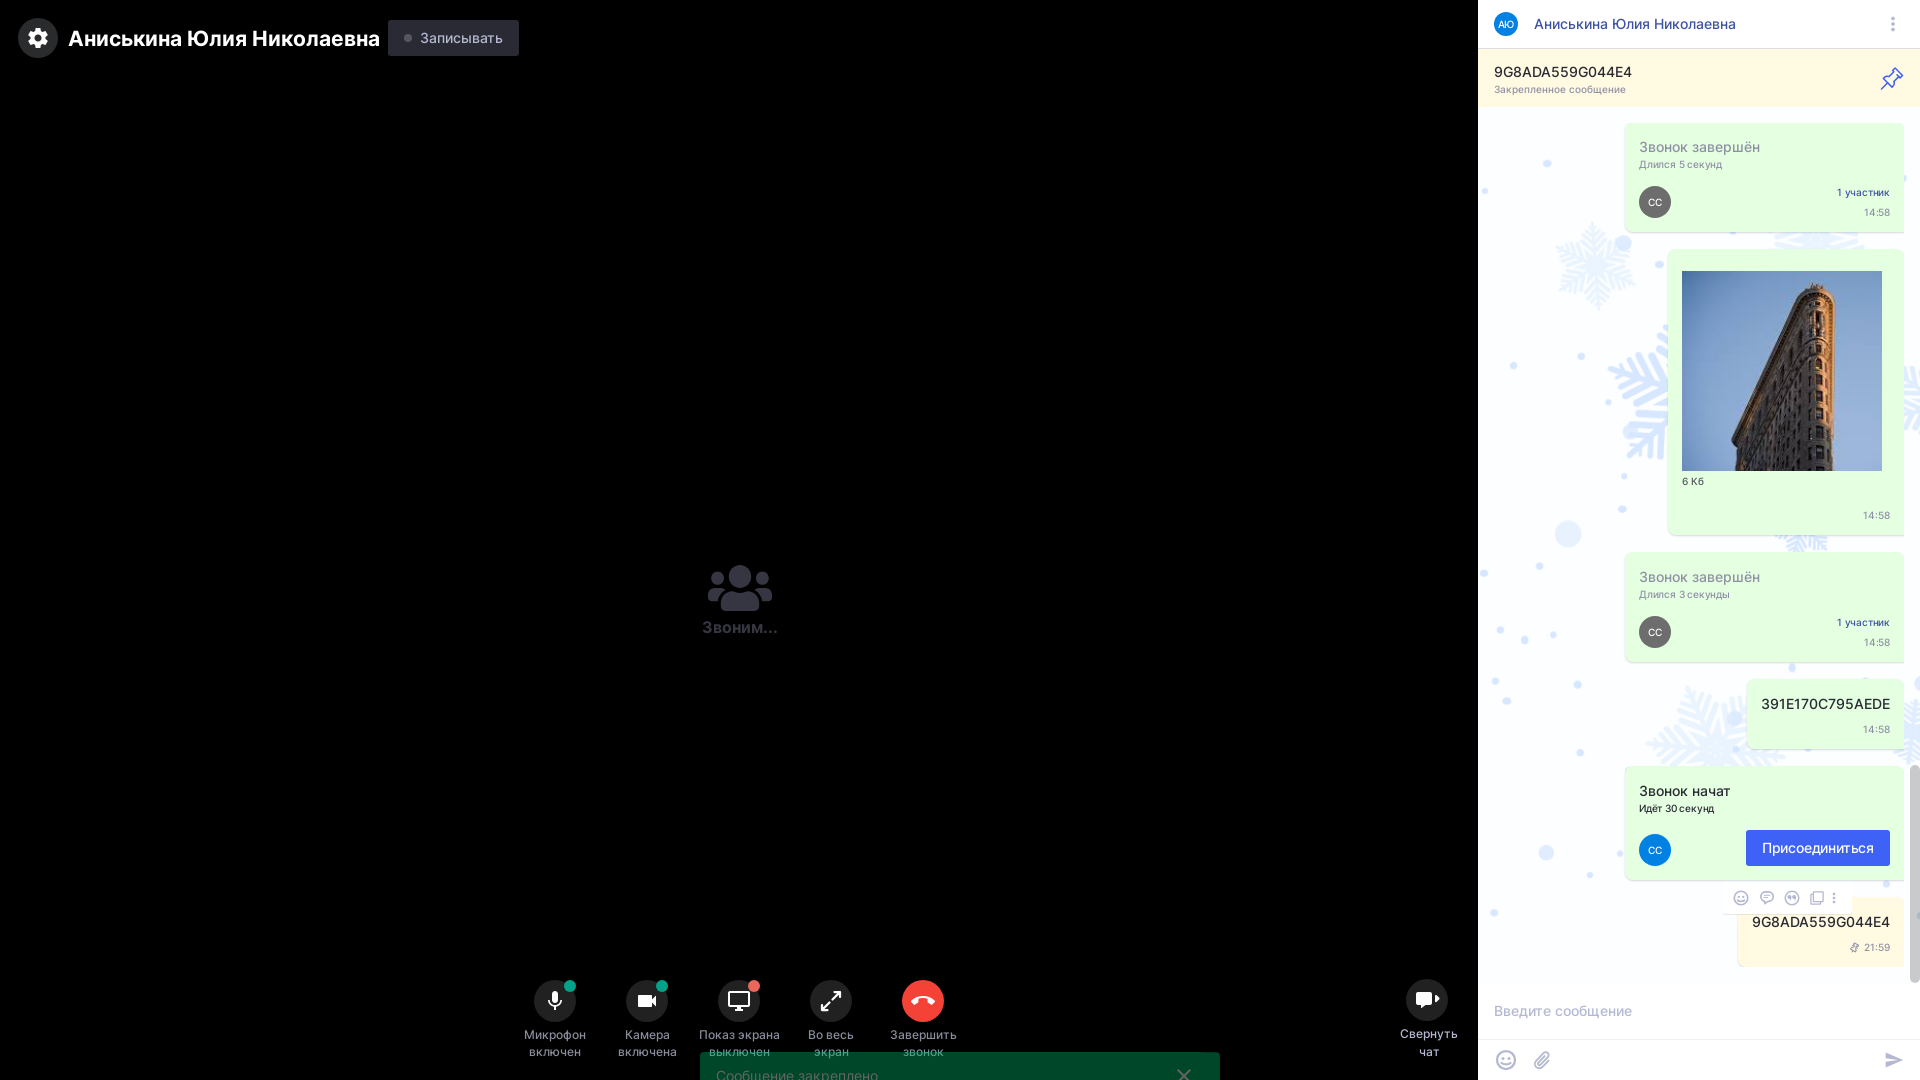 Аниськина Юлия Николаевна
Записывать
Звоним...
Микрофон
включен
Камера
включена
Показ экрана
выключен
Во весь
экран
Завершить
звонок
Свернуть
чат
Сообщение закреплено
АЮ
Аниськина Юлия Николаевна
9G8ADA559G044E4
Закрепленное сообщение
Звонок завершён
Длился 5 секунд
СС
1 участник
14:58
6 Кб
14:58
Звонок завершён
Длился 3 секунды
СС
1 участник
14:58
391E170C795AEDE
14:58
Звонок начат
Идёт 30 секунд
СС
Присоединиться
9G8ADA559G044E4
21:59
Введите сообщение